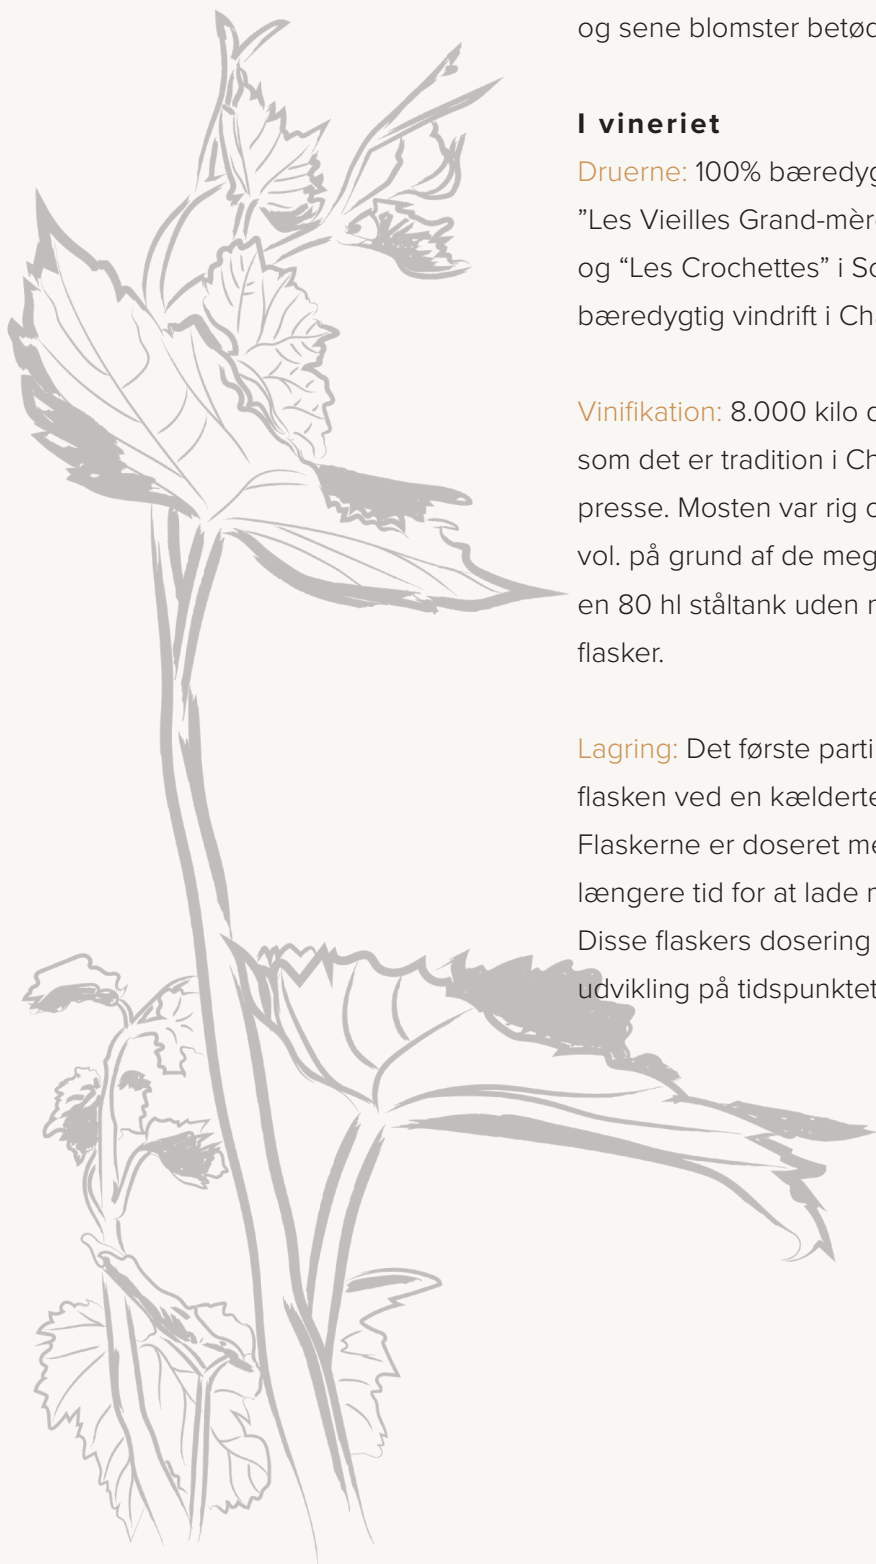 og sene blomster betød
I vineriet
Druerne: 100% bæredyg
”Les Vieilles Grand-mèr
og “Les Crochettes” i So
bæredygtig vindrift i Cha
Vinifikation: 8.000 kilo
som det er tradition i Ch
presse. Mosten var rig o
vol. på grund af de meg
en 80 hl ståltank uden
flasker.
Lagring: Det første parti
flasken ved en kælderte
Flaskerne er doseret me
længere tid for at lade
Disse flaskers dosering
udvikling på tidspunktet